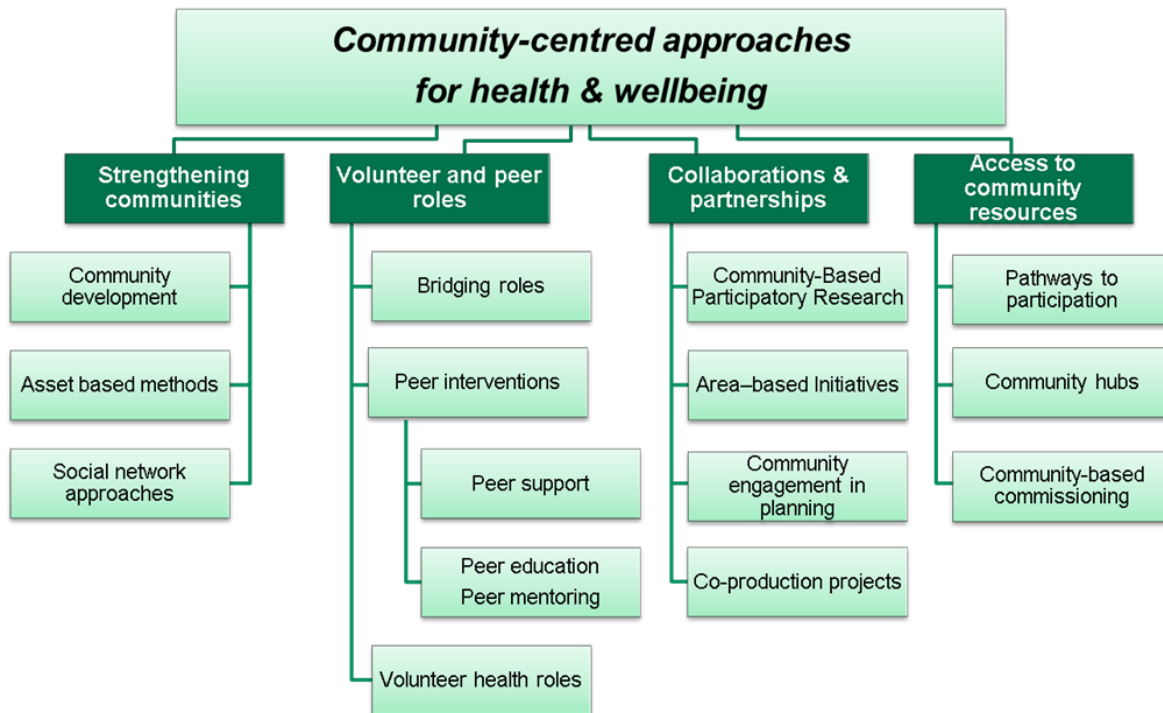 Community-centred approaches
for health & wellbeing
Strengthening
communities
Community
development
Asset based methods
Social network
approaches
Volunteer and peer
roles
Bridging roles
Peer interventions
Peer support
Peer education
Peer mentoring
Volunteer health roles
Collaborations &
partnerships
Community-Based
Participatory Research
Area–based Initiatives
Community
engagement in
planning
Co-production projects
Access to
community
resources
Pathways to
participation
Community hubs
Community-based
commissioning